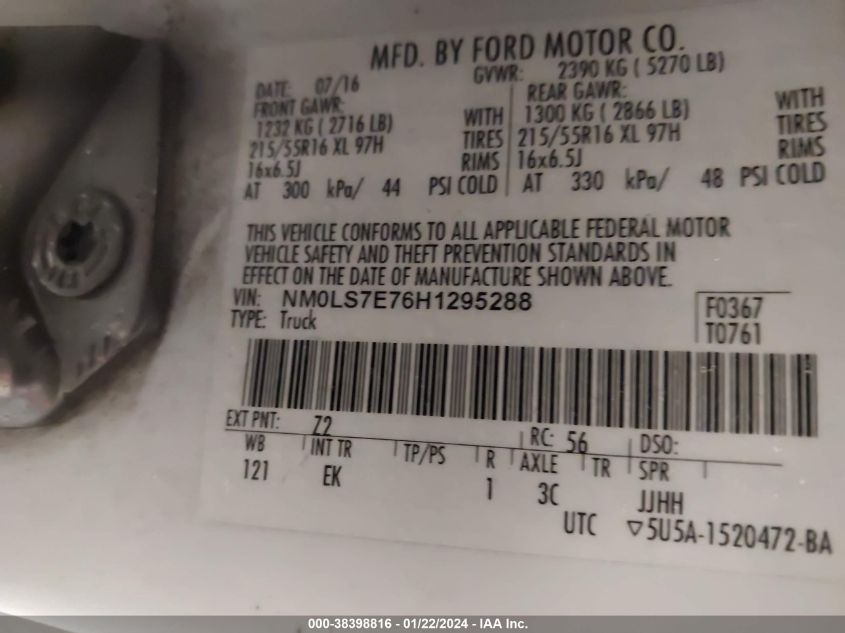 MFD. BY FORD MOTOR CO.
DATE: 07/16 GVWR: 2390 KG ( 5270 LB)
FRONT GAWR: REAR GAWR:
1232 KG ( 2716 LB) WITH 1300 KG ( 2866 LB) WITH
215/55R16 XL 97H TIRES 215/55R16 XL 97H TIRES
16x6.5J RIMS 16x6.5J RIMS
AT 300 kPa/ 44 PSI COLD AT 330 kPa/ 48 PSI COLD
THIS VEHICLE CONFORMS TO ALL APPLICABLE FEDERAL MOTOR
VEHICLE SAFETY AND THEFT PREVENTION STANDARDS IN
EFFECT ON THE DATE OF MANUFACTURE SHOWN ABOVE.
VIN: NM0LS7E76H1295288 F0367
TYPE: Truck T0761
EXT PNT: Z2 RC: 56 DSO:
WB INT TR TP/PS R AXLE TR SPR
121 EK 1 3C JJHH
UTC ▽5U5A-1520472-BA
000-38398816 - 01/22/2024 - IAA Inc.